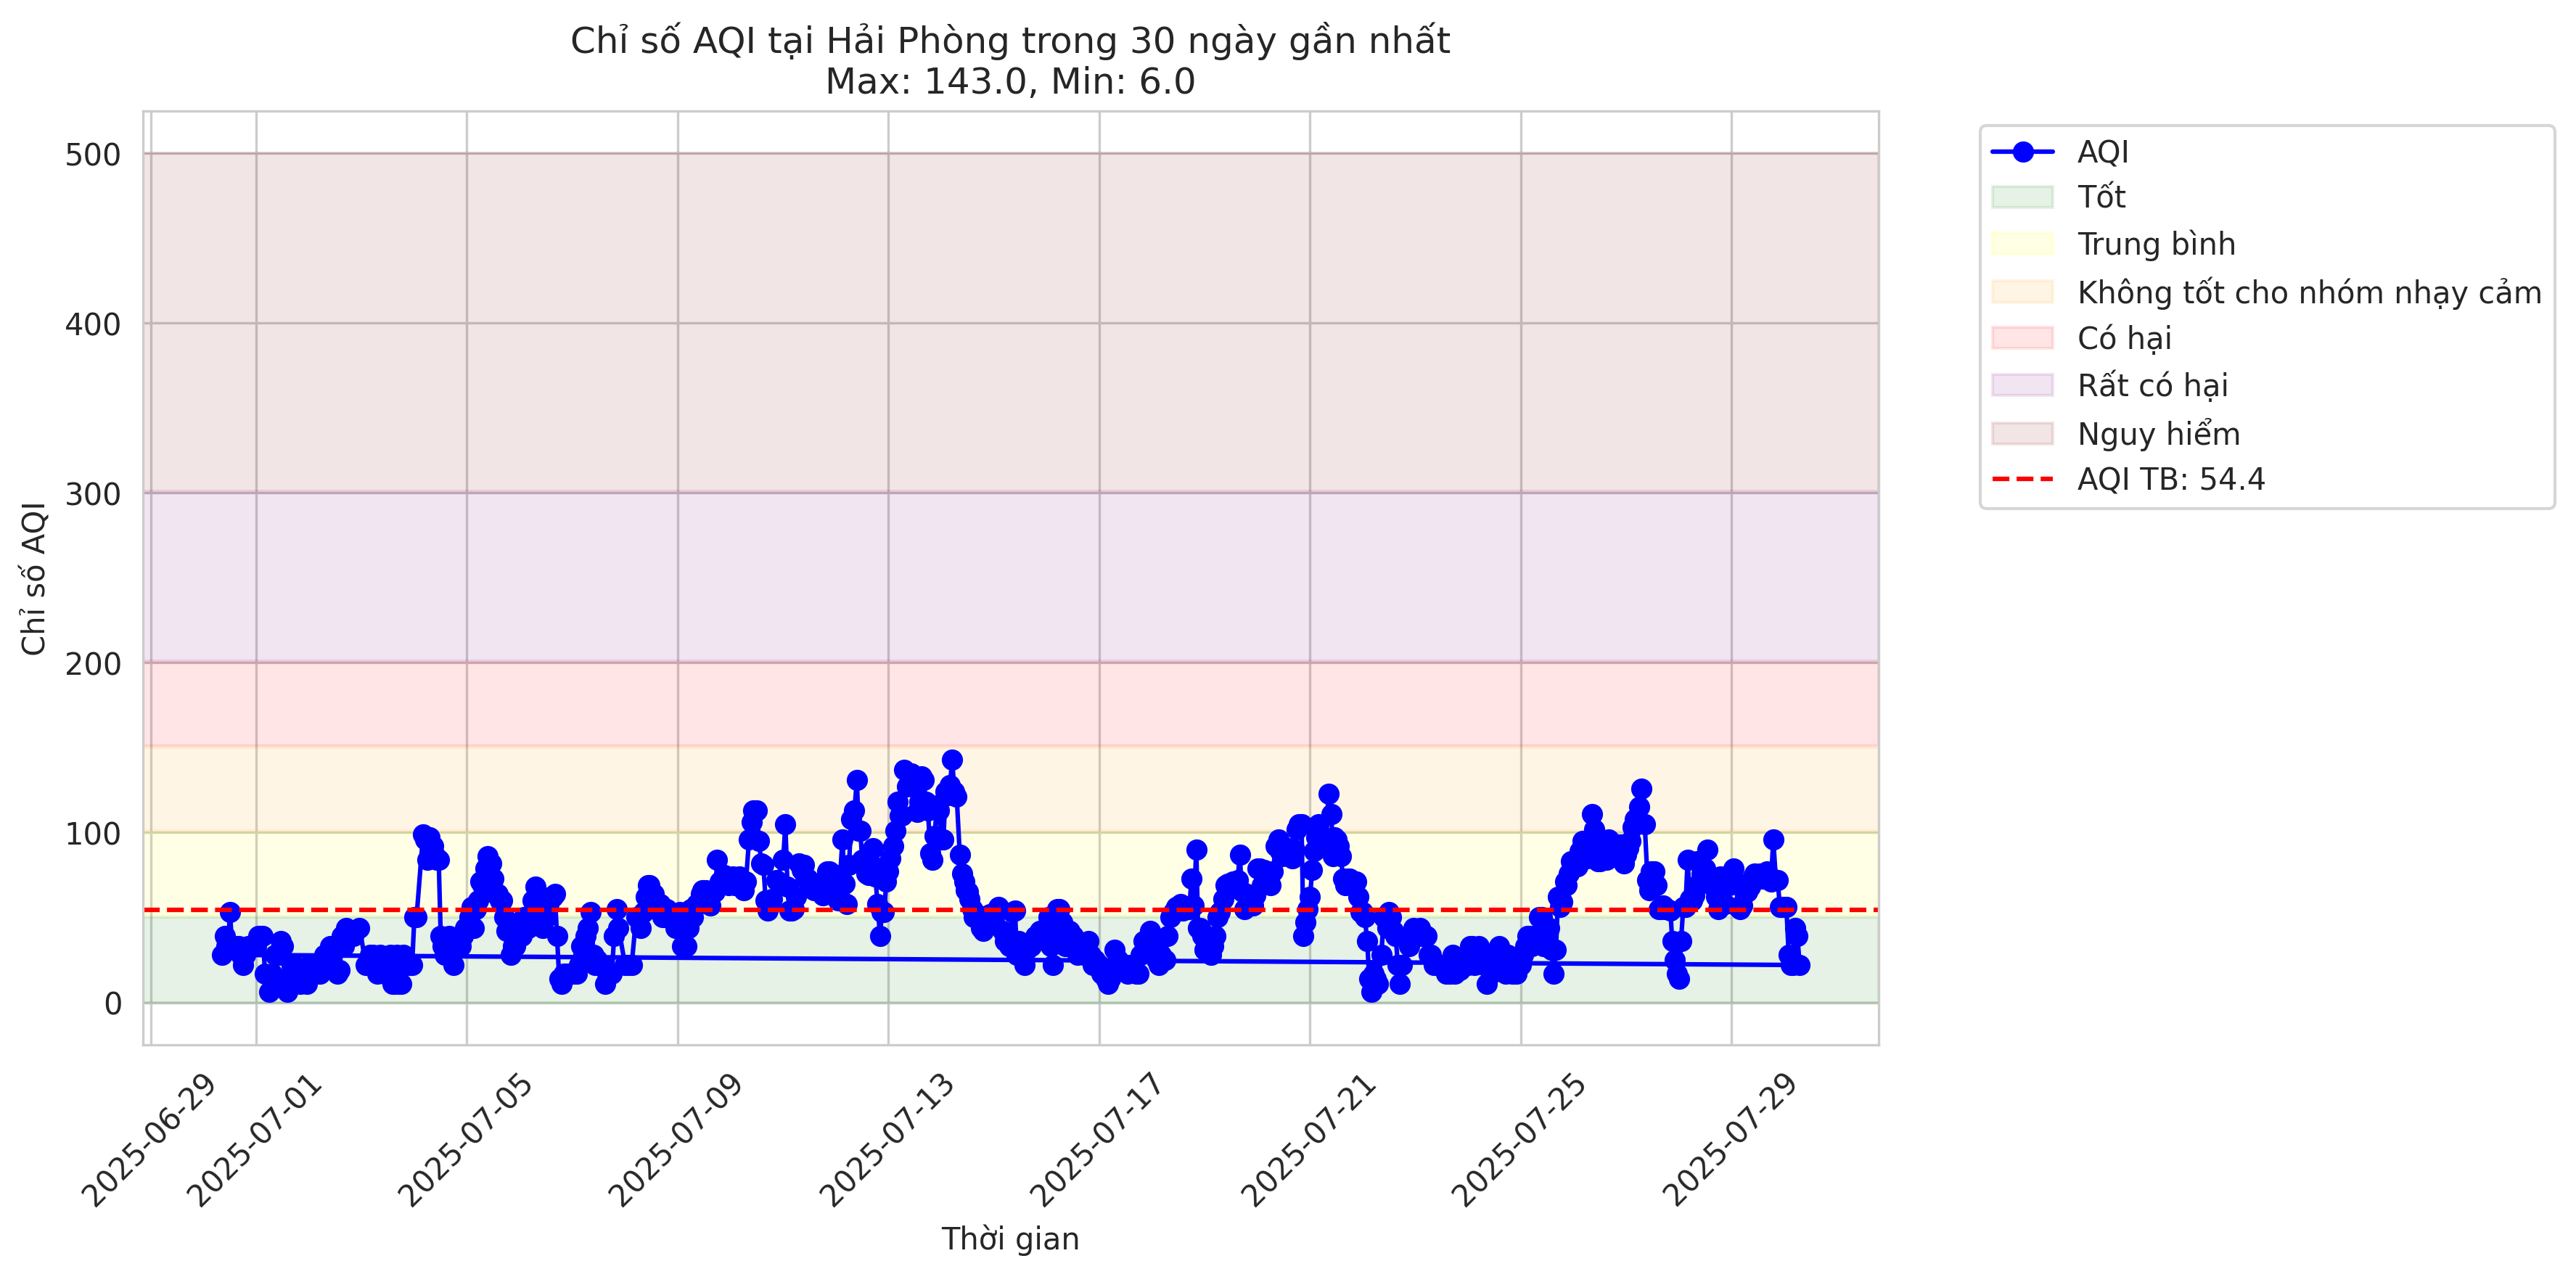 Chỉ số AQI tại Hải Phòng trong 30 ngày gần nhất
Max: 143.0, Min: 6.0
Chỉ số AQI
500
400
300
200
100
0
2025-06-29
2025-07-01
2025-07-05
2025-07-09
2025-07-13
2025-07-17
2025-07-21
2025-07-25
2025-07-29
Thời gian
AQI
Tốt
Trung bình
Không tốt cho nhóm nhạy cảm
Có hại
Rất có hại
Nguy hiểm
AQI TB: 54.4